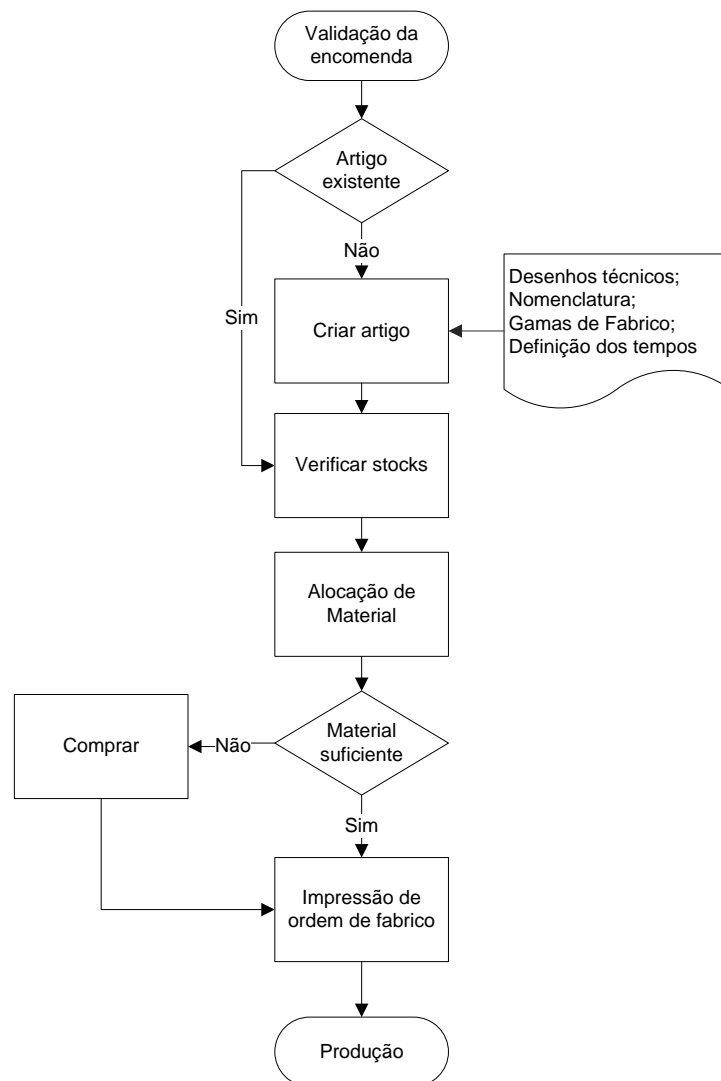 Validação da
encomenda
Artigo
existente
Não
Sim
Desenhos técnicos;
Nomenclatura;
Gamas de Fabrico;
Definição dos tempos
Criar artigo
Verificar stocks
Alocação de
Material
Material
suficiente
Não
Comprar
Sim
Impressão de
ordem de fabrico
Produção